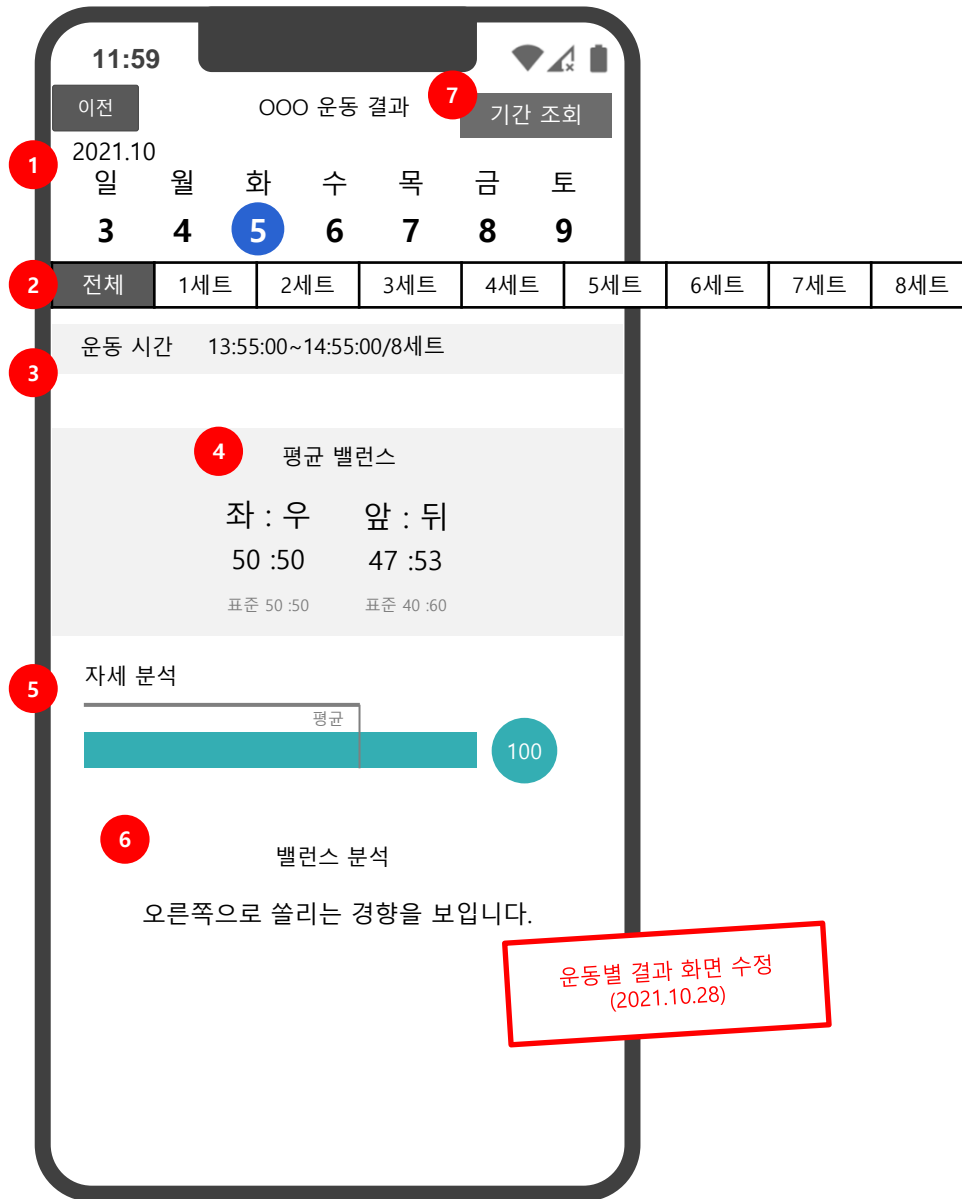 11:59
이전
OOO 운동 결과
7
기간 조회
1
2021.10
일 월 화 수 목 금 토
3 4 5 6 7 8 9
2
전체 1세트 2세트 3세트 4세트 5세트 6세트 7세트 8세트
운동 시간 13:55:00~14:55:00/8세트
3
4
평균 밸런스
좌 : 우 앞 : 뒤
50 :50 47 :53
표준 50 :50 표준 40 :60
5
자세 분석
평균
100
6
밸런스 분석
오른쪽으로 쏠리는 경향을 보입니다.
운동별 결과 화면 수정
(2021.10.28)